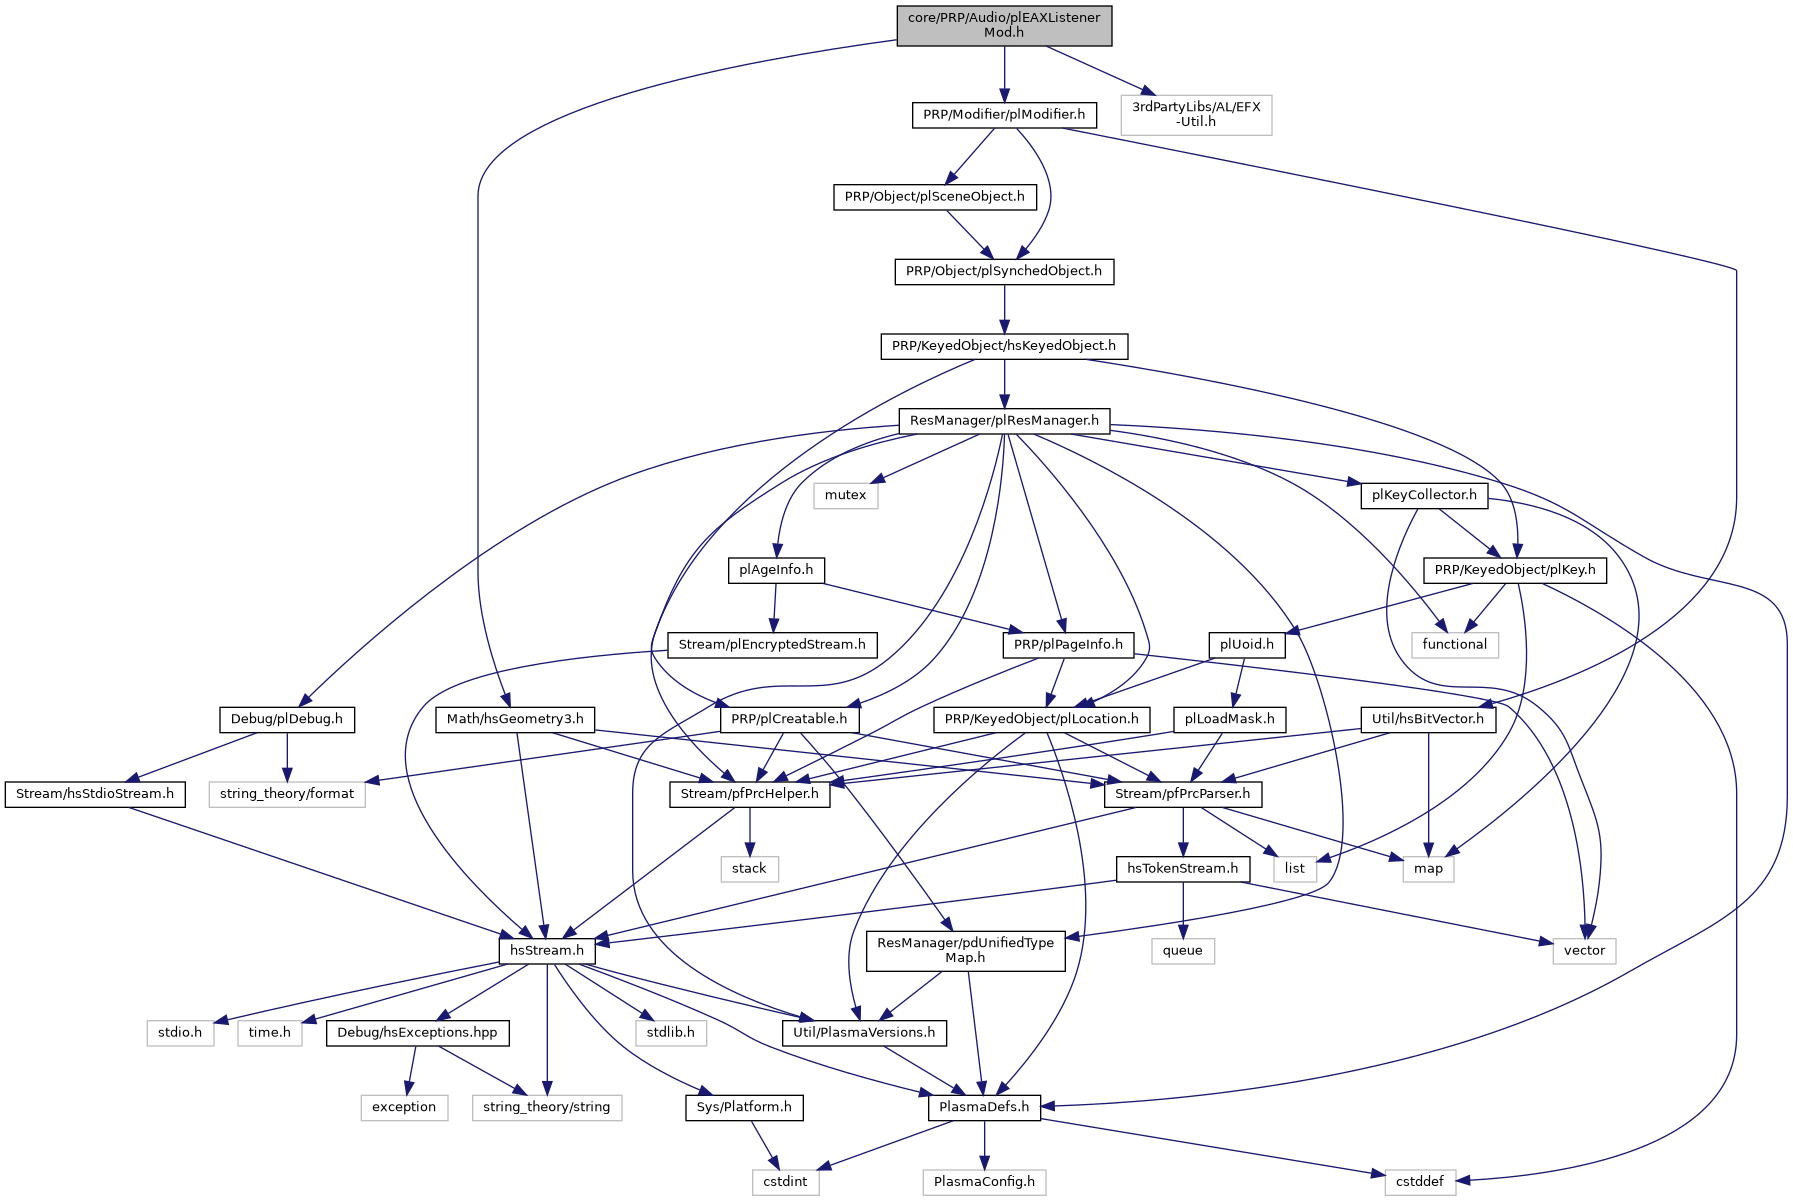 core/PRP/Audio/plEAXListener
Mod.h
PRP/Modifier/plModifier.h
3rdPartyLibs/AL/EFX
-Util.h
PRP/Object/plSceneObject.h
PRP/Object/plSynchedObject.h
PRP/KeyedObject/hsKeyedObject.h
ResManager/plResManager.h
mutex
plKeyCollector.h
plAgeInfo.h
PRP/KeyedObject/plKey.h
Stream/plEncryptedStream.h
PRP/plPageInfo.h
plUoid.h
functional
Debug/plDebug.h
Math/hsGeometry3.h
PRP/plCreatable.h
PRP/KeyedObject/plLocation.h
plLoadMask.h
Util/hsBitVector.h
Stream/hsStdioStream.h
string_theory/format
Stream/pfPrcHelper.h
Stream/pfPrcParser.h
stack
hsTokenStream.h
list
map
hsStream.h
ResManager/pdUnifiedType
Map.h
queue
vector
stdio.h
time.h
Debug/hsExceptions.hpp
stdlib.h
Util/PlasmaVersions.h
exception
string_theory/string
Sys/Platform.h
PlasmaDefs.h
cstdint
PlasmaConfig.h
cstddef